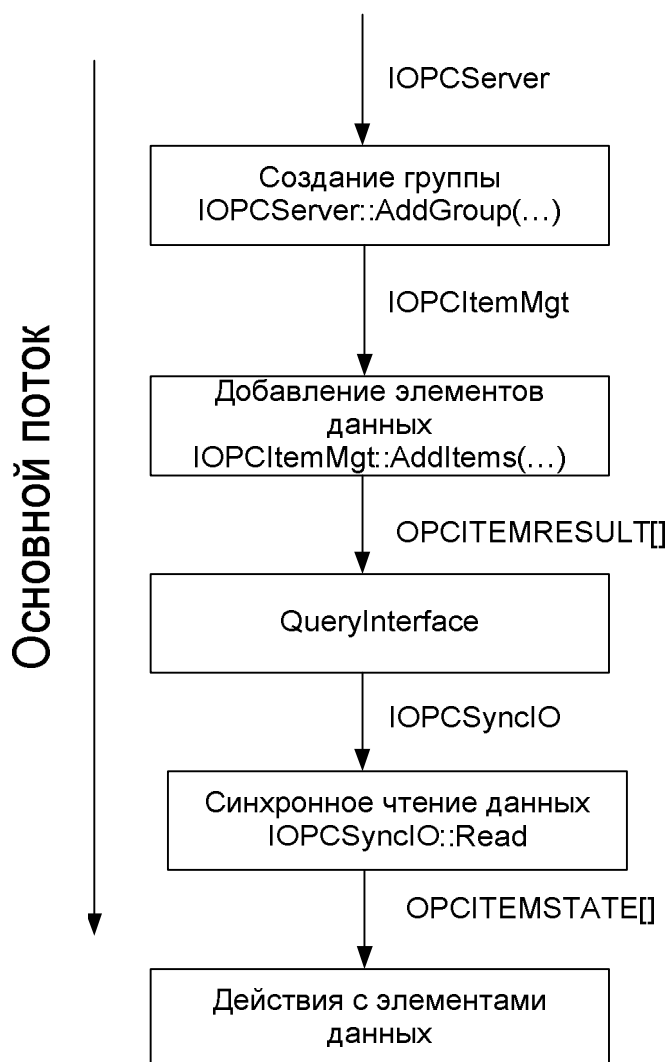 IOPCServer
Создание группы
IOPCServer::AddGroup(…)
IOPCItemMgt
Добавление элементов
данных
IOPCItemMgt::AddItems(…)
OPCITEMRESULT[]
QueryInterface
IOPCSyncIO
Синхронное чтение данных
IOPCSyncIO::Read
OPCITEMSTATE[]
Действия с элементами
данных
Основной поток